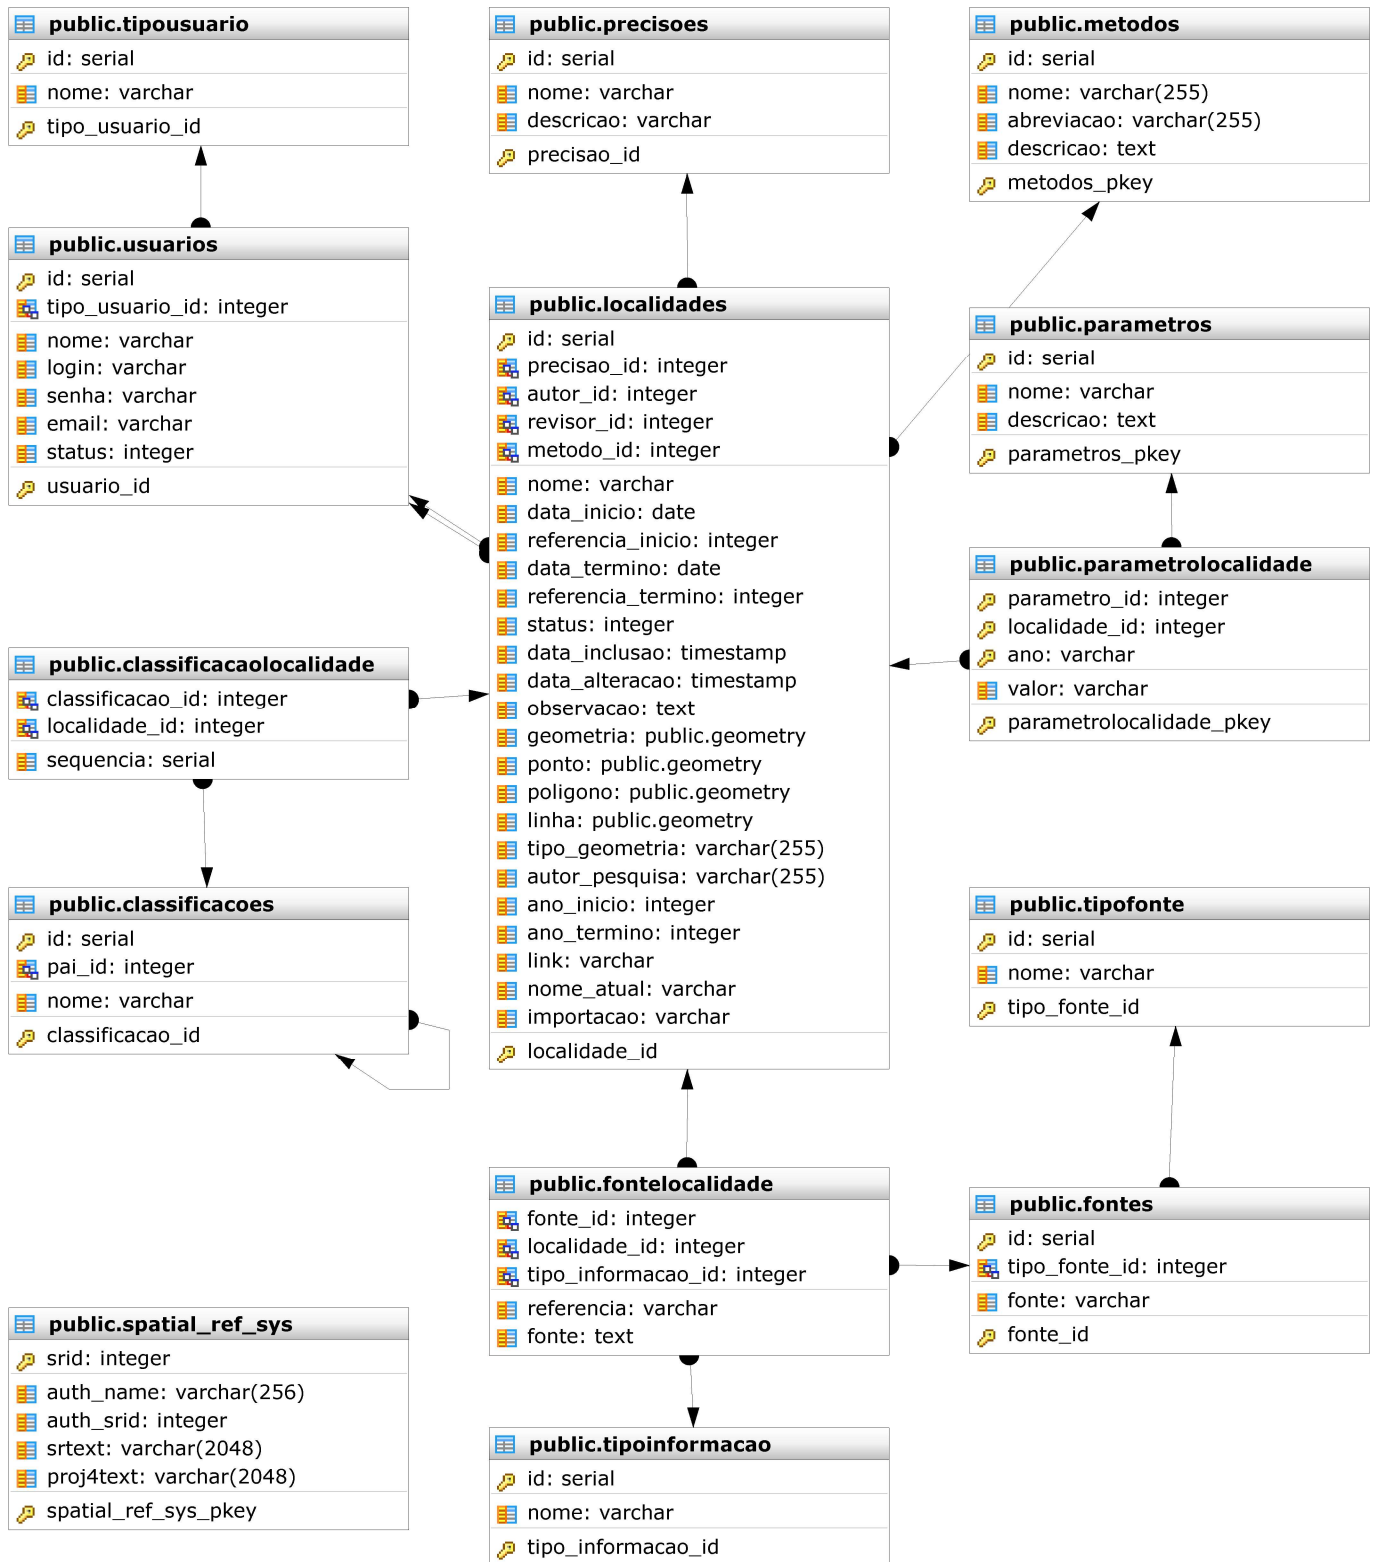 public.tipousuario
id: serial
nome: varchar
tipo_usuario_id
public.precisoes
id: serial
nome: varchar
descricao: varchar
precisao_id
public.metodos
id: serial
nome: varchar(255)
abreviacao: varchar(255)
descricao: text
metodos_pkey
public.usuarios
id: serial
tipo_usuario_id: integer
nome: varchar
login: varchar
senha: varchar
email: varchar
status: integer
usuario_id
public.localidades
id: serial
precisao_id: integer
autor_id: integer
revisor_id: integer
metodo_id: integer
nome: varchar
data_inicio: date
referencia_inicio: integer
data_termino: date
referencia_termino: integer
status: integer
data_inclusao: timestamp
data_alteracao: timestamp
observacao: text
geometria: public.geometry
ponto: public.geometry
poligono: public.geometry
linha: public.geometry
tipo_geometria: varchar(255)
autor_pesquisa: varchar(255)
ano_inicio: integer
ano_termino: integer
link: varchar
nome_atual: varchar
importacao: varchar
localidade_id
public.parametros
id: serial
nome: varchar
descricao: text
parametros_pkey
public.parametrolocalidade
parametro_id: integer
localidade_id: integer
ano: varchar
valor: varchar
parametrolocalidade_pkey
public.classificacaolocalidade
classificacao_id: integer
localidade_id: integer
sequencia: serial
public.classificacoes
id: serial
pai_id: integer
nome: varchar
classificacao_id
public.tipofonte
id: serial
nome: varchar
tipo_fonte_id
public.fontelocalidade
fonte_id: integer
localidade_id: integer
tipo_informacao_id: integer
referencia: varchar
fonte: text
public.fontes
id: serial
tipo_fonte_id: integer
fonte: varchar
fonte_id
public.spatial_ref_sys
srid: integer
auth_name: varchar(256)
auth_srid: integer
srtext: varchar(2048)
proj4text: varchar(2048)
spatial_ref_sys_pkey
public.tipoinformacao
id: serial
nome: varchar
tipo_informacao_id